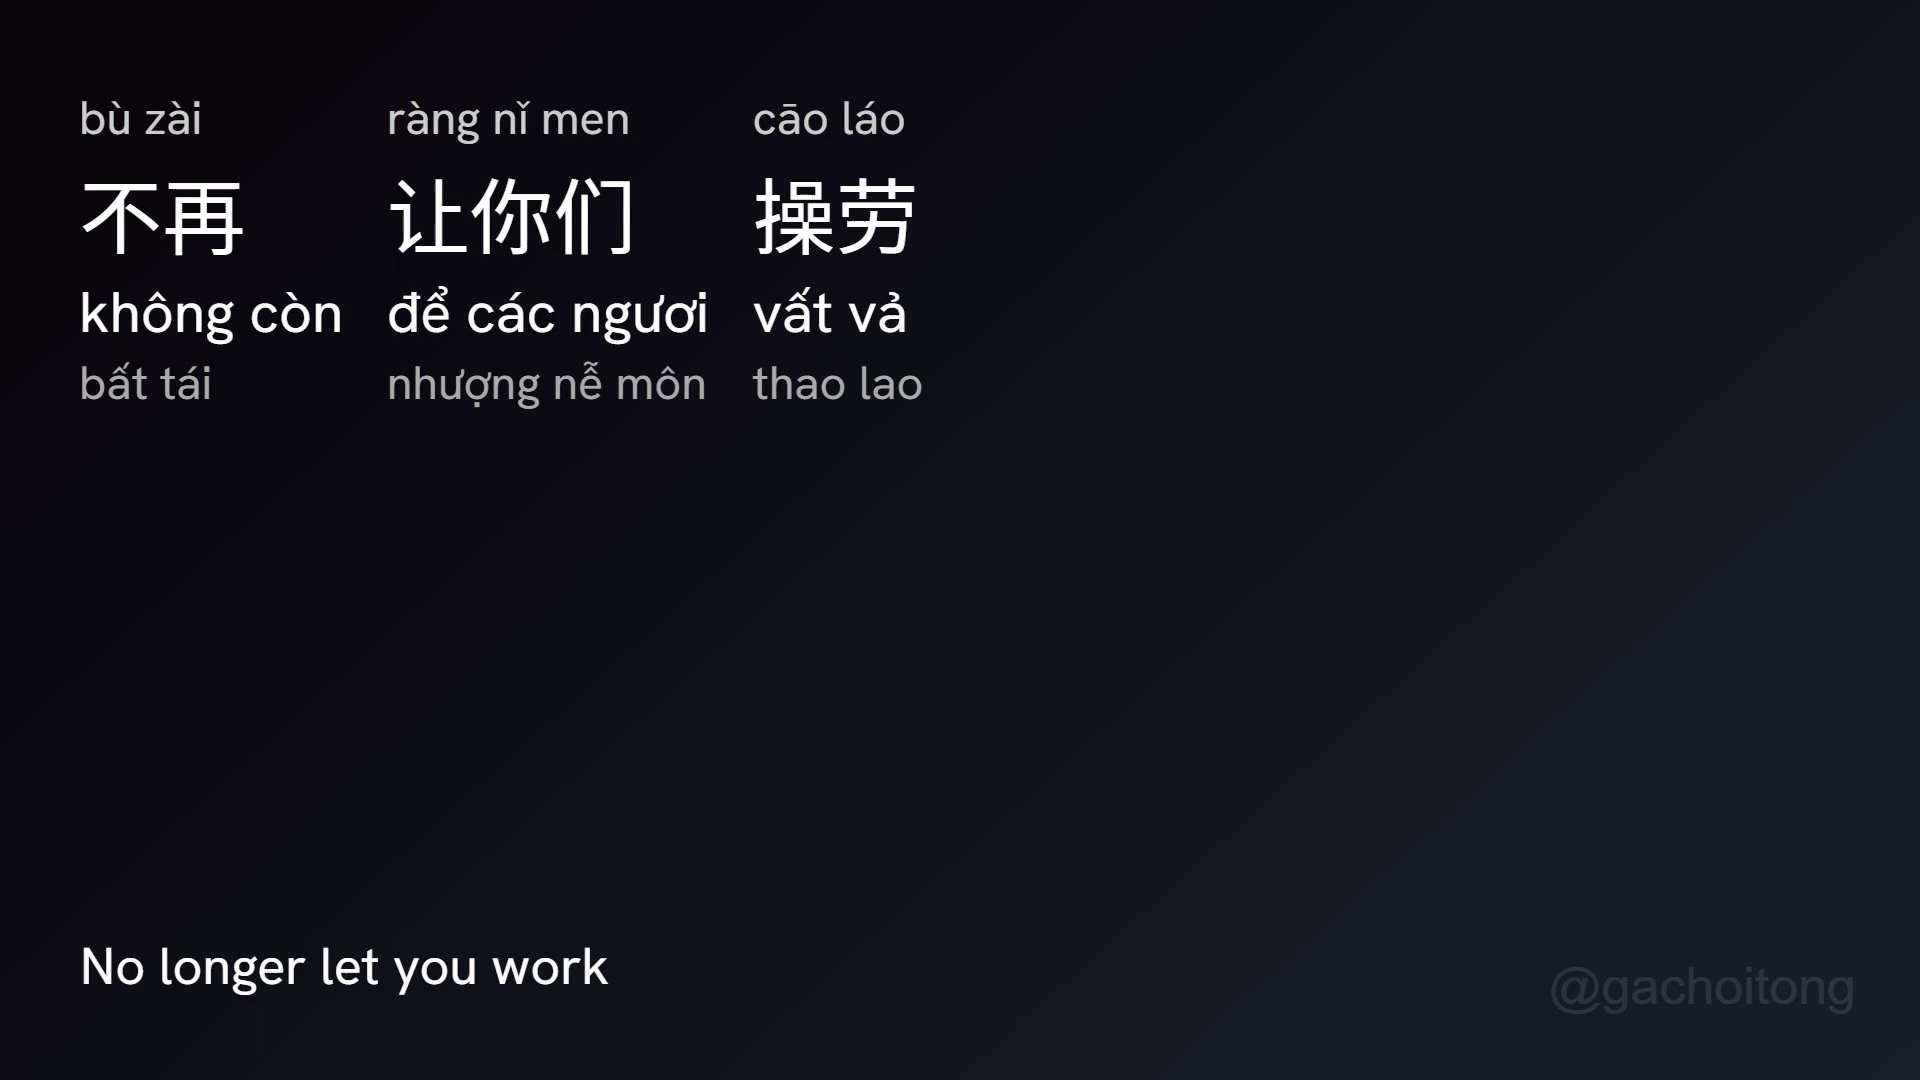 bù zài ràng nǐ men cāo láo
不再 让你们 操劳
không còn để các ngươi vất vả
bất tái nhượng nễ môn thao lao
No longer let you work
@gachoitong